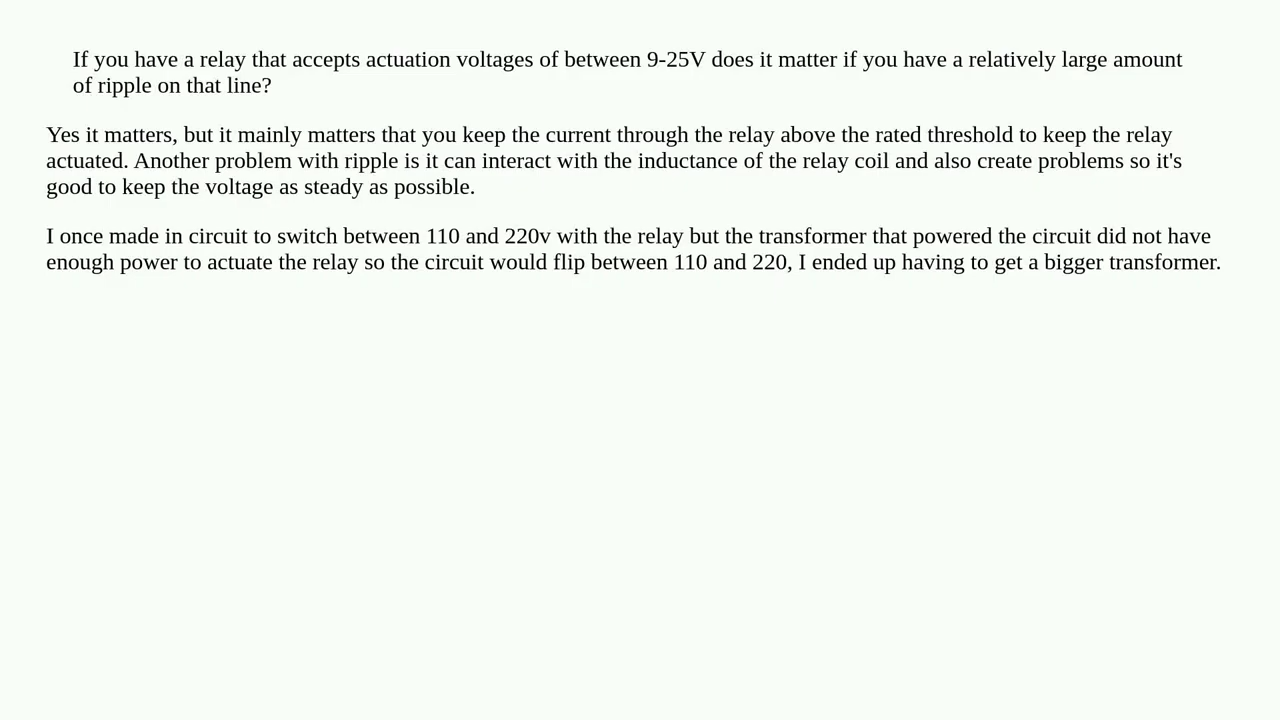 If you have a relay that accepts actuation voltages of between 9-25V does it matter if you have a relatively large amount
of ripple on that line?
Yes it matters, but it mainly matters that you keep the current through the relay above the rated threshold to keep the relay
actuated. Another problem with ripple is it can interact with the inductance of the relay coil and also create problems so it's
good to keep the voltage as steady as possible.
I once made in circuit to switch between 110 and 220v with the relay but the transformer that powered the circuit did not have
enough power to actuate the relay so the circuit would flip between 110 and 220, I ended up having to get a bigger transformer.